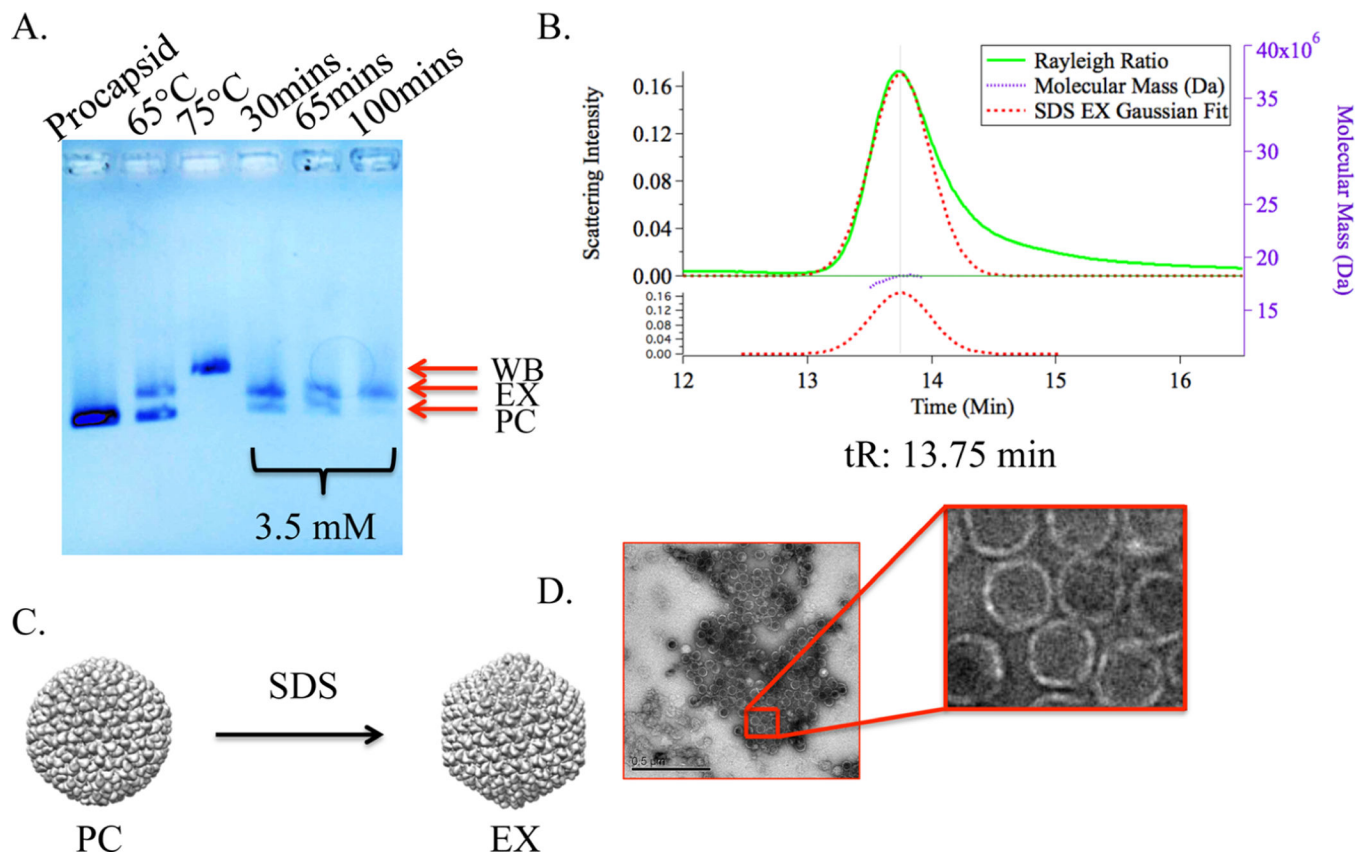 A.
Procapsid
65°C
75°C
30mins
65mins
100mins
WB
EX
PC
3.5 mM
B.
Rayleigh Ratio
Molecular Mass (Da)
SDS EX Gaussian Fit
Scattering Intensity
0.16
0.12
0.08
0.04
0.00
0.16
0.12
0.08
0.04
0.00
40x10⁶
35
30
25
20
15
Molecular Mass (Da)
12
13
14
15
16
Time (Min)
tR: 13.75 min
C.
SDS
PC
EX
D.
0.5 µm